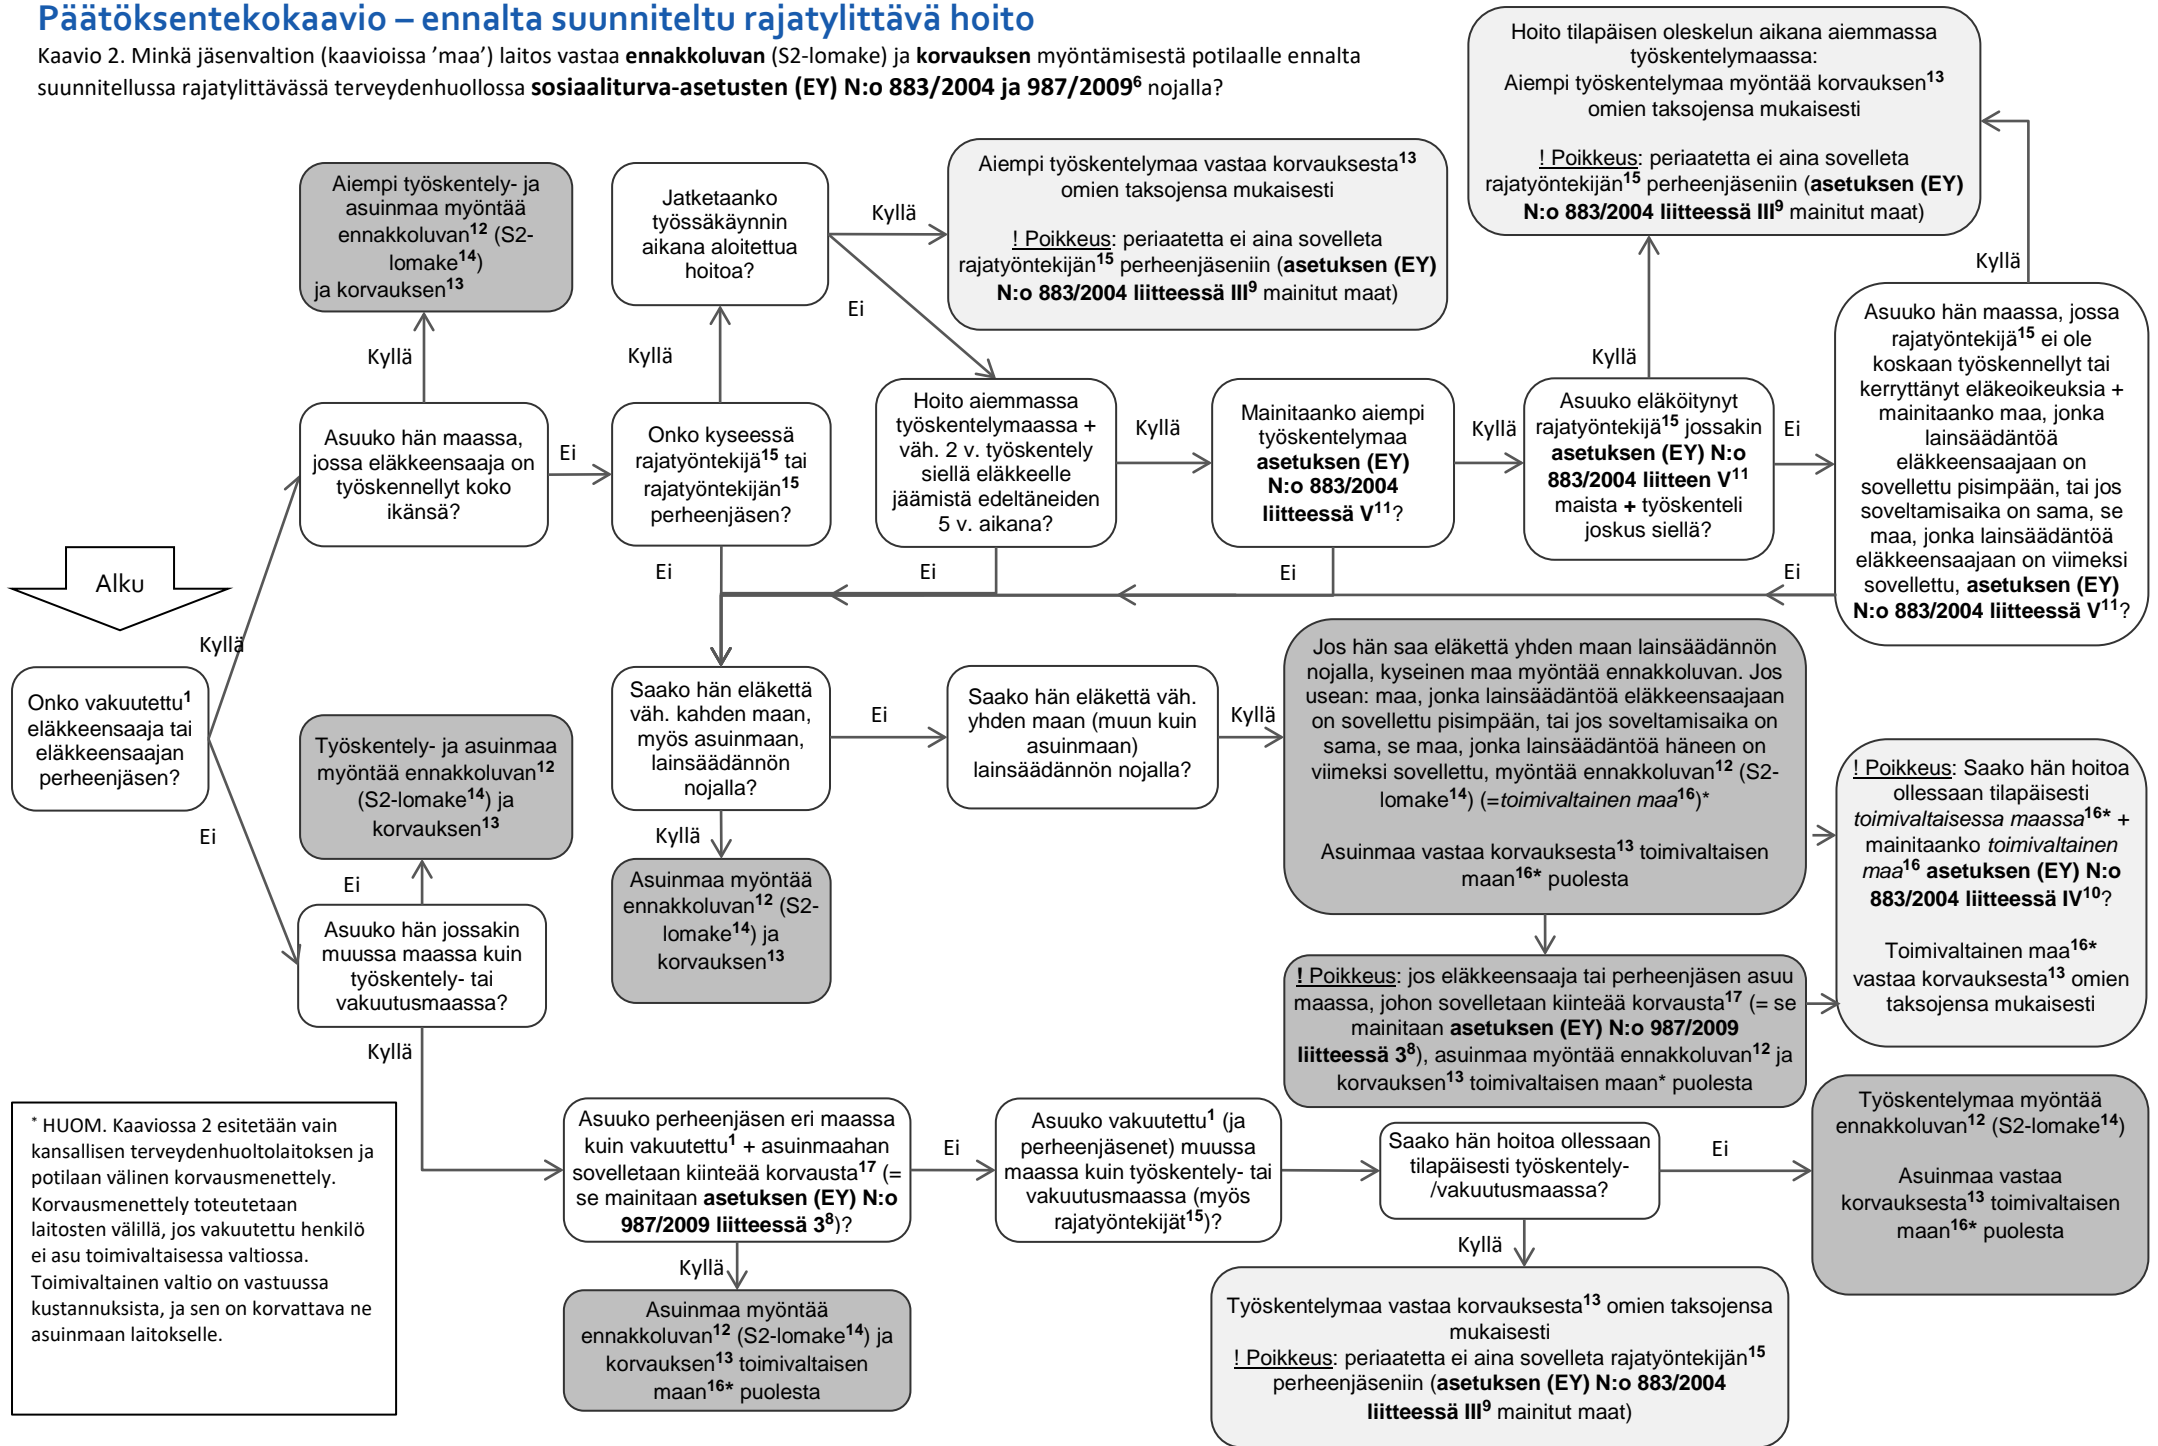 Päätöksentekokaavio – ennalta suunniteltu rajatylittävä hoito
Kaavio 2. Minkä jäsenvaltion (kaavioissa ’maa’) laitos vastaa ennakkoluvan (S2-lomake) ja korvauksen myöntämisestä potilaalle ennalta
suunnitellussa rajatylittävässä terveydenhuollossa sosiaaliturva-asetusten (EY) N:o 883/2004 ja 987/2009⁶ nojalla?
Hoito tilapäisen oleskelun aikana aiemmassa
työskentelymaassa:
Aiempi työskentelymaa myöntää korvauksen¹³
omien taksojensa mukaisesti
! Poikkeus: periaatetta ei aina sovelleta
rajatyöntekijän¹⁵ perheenjäseniin (asetuksen (EY)
N:o 883/2004 liitteessä III⁹ mainitut maat)
Aiempi työskentely- ja
asuinmaa myöntää
ennakkoluvan¹² (S2-
lomake¹⁴)
ja korvauksen¹³
Jatketaanko
työssäkäynnin
aikana aloitettua
hoitoa?
Kyllä
Aiempi työskentelymaa vastaa korvauksesta¹³
omien taksojensa mukaisesti
! Poikkeus: periaatetta ei aina sovelleta
rajatyöntekijän¹⁵ perheenjäseniin (asetuksen (EY)
N:o 883/2004 liitteessä III⁹ mainitut maat)
Kyllä
Ei
Kyllä
Kyllä
Kyllä
Asuuko hän maassa,
jossa eläkkeensaaja on
työskennellyt koko
ikänsä?
Ei
Onko kyseessä
rajatyöntekijä¹⁵ tai
rajatyöntekijän¹⁵
perheenjäsen?
Hoito aiemmassa
työskentelymaassa +
väh. 2 v. työskentely
siellä eläkkeelle
jäämistä edeltäneiden
5 v. aikana?
Kyllä
Mainitaanko aiempi
työskentelymaa
asetuksen (EY)
N:o 883/2004
liitteessä V¹¹?
Kyllä
Asuuko eläköitynyt
rajatyöntekijä¹⁵ jossakin
asetuksen (EY) N:o
883/2004 liitteen V¹¹
maista + työskenteli
joskus siellä?
Ei
Asuuko hän maassa, jossa
rajatyöntekijä¹⁵ ei ole
koskaan työskennellyt tai
kerryttänyt eläkeoikeuksia +
mainitaanko maa, jonka
lainsäädäntöä
eläkkeensaajaan on
sovellettu pisimpään, tai jos
soveltamisaika on sama, se
maa, jonka lainsäädäntöä
eläkkeensaajaan on viimeksi
sovellettu, asetuksen (EY)
N:o 883/2004 liitteessä V¹¹?
Ei
Ei
Ei
Ei
Alku
Kyllä
Onko vakuutettu¹
eläkkeensaaja tai
eläkkeensaajan
perheenjäsen?
Ei
Saako hän eläkettä
väh. kahden maan,
myös asuinmaan,
lainsäädännön
nojalla?
Ei
Saako hän eläkettä väh.
yhden maan (muun kuin
asuinmaan)
lainsäädännön nojalla?
Kyllä
Jos hän saa eläkettä yhden maan lainsäädännön
nojalla, kyseinen maa myöntää ennakkoluvan. Jos
usean: maa, jonka lainsäädäntöä eläkkeensaajaan
on sovellettu pisimpään, tai jos soveltamisaika on
sama, se maa, jonka lainsäädäntöä häneen on
viimeksi sovellettu, myöntää ennakkoluvan¹² (S2-
lomake¹⁴) (=toimivaltainen maa¹⁶)*
Asuinmaa vastaa korvauksesta¹³ toimivaltaisen
maan¹⁶* puolesta
! Poikkeus: Saako hän hoitoa
ollessaan tilapäisesti
toimivaltaisessa maassa¹⁶* +
mainitaanko toimivaltainen
maa¹⁶ asetuksen (EY) N:o
883/2004 liitteessä IV¹⁰?
Toimivaltainen maa¹⁶*
vastaa korvauksesta¹³ omien
taksojensa mukaisesti
Työskentely- ja asuinmaa
myöntää ennakkoluvan¹²
(S2-lomake¹⁴) ja
korvauksen¹³
Kyllä
Asuinmaa myöntää
ennakkoluvan¹² (S2-
lomake¹⁴) ja
korvauksen¹³
Ei
Asuuko hän jossakin
muussa maassa kuin
työskentely- tai
vakuutusmaassa?
Kyllä
! Poikkeus: jos eläkkeensaaja tai perheenjäsen asuu
maassa, johon sovelletaan kiinteää korvausta¹⁷ (= se
mainitaan asetuksen (EY) N:o 987/2009
liitteessä 3⁸), asuinmaa myöntää ennakkoluvan¹² ja
korvauksen¹³ toimivaltaisen maan* puolesta
* HUOM. Kaaviossa 2 esitetään vain
kansallisen terveydenhuoltolaitoksen ja
potilaan välinen korvausmenettely.
Korvausmenettely toteutetaan
laitosten välillä, jos vakuutettu henkilö
ei asu toimivaltaisessa valtiossa.
Toimivaltainen valtio on vastuussa
kustannuksista, ja sen on korvattava ne
asuinmaan laitokselle.
Asuuko perheenjäsen eri maassa
kuin vakuutettu¹ + asuinmaahan
sovelletaan kiinteää korvausta¹⁷ (=
se mainitaan asetuksen (EY) N:o
987/2009 liitteessä 3⁸)?
Ei
Asuuko vakuutettu¹ (ja
perheenjäsenet) muussa
maassa kuin työskentely- tai
vakuutusmaassa (myös
rajatyöntekijät¹⁵)?
Saako hän hoitoa ollessaan
tilapäisesti työskentely-
/vakuutusmaassa?
Ei
Työskentelymaa myöntää
ennakkoluvan¹² (S2-lomake¹⁴)
Asuinmaa vastaa
korvauksesta¹³ toimivaltaisen
maan¹⁶* puolesta
Kyllä
Asuinmaa myöntää
ennakkoluvan¹² (S2-lomake¹⁴) ja
korvauksen¹³ toimivaltaisen
maan¹⁶* puolesta
Kyllä
Työskentelymaa vastaa korvauksesta¹³ omien taksojensa
mukaisesti
! Poikkeus: periaatetta ei aina sovelleta rajatyöntekijän¹⁵
perheenjäseniin (asetuksen (EY) N:o 883/2004
liitteessä III⁹ mainitut maat)